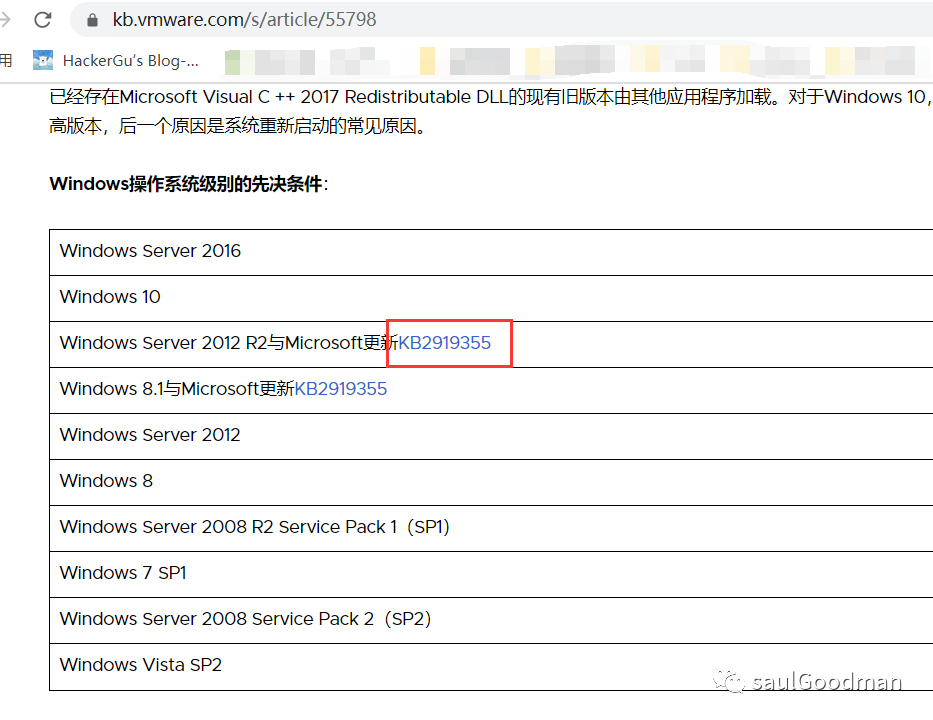 kb.vmware.com/s/article/55798
用 HackerGu's Blog-...
已经存在Microsoft Visual C ++ 2017 Redistributable DLL的现有旧版本由其他应用程序加载。对于Windows 10,
高版本，后一个原因是系统重新启动的常见原因。
Windows操作系统级别的先决条件：
Windows Server 2016
Windows 10
Windows Server 2012 R2与Microsoft更新KB2919355
Windows 8.1与Microsoft更新KB2919355
Windows Server 2012
Windows 8
Windows Server 2008 R2 Service Pack 1（SP1）
Windows 7 SP1
Windows Server 2008 Service Pack 2（SP2）
Windows Vista SP2
saulGoodman